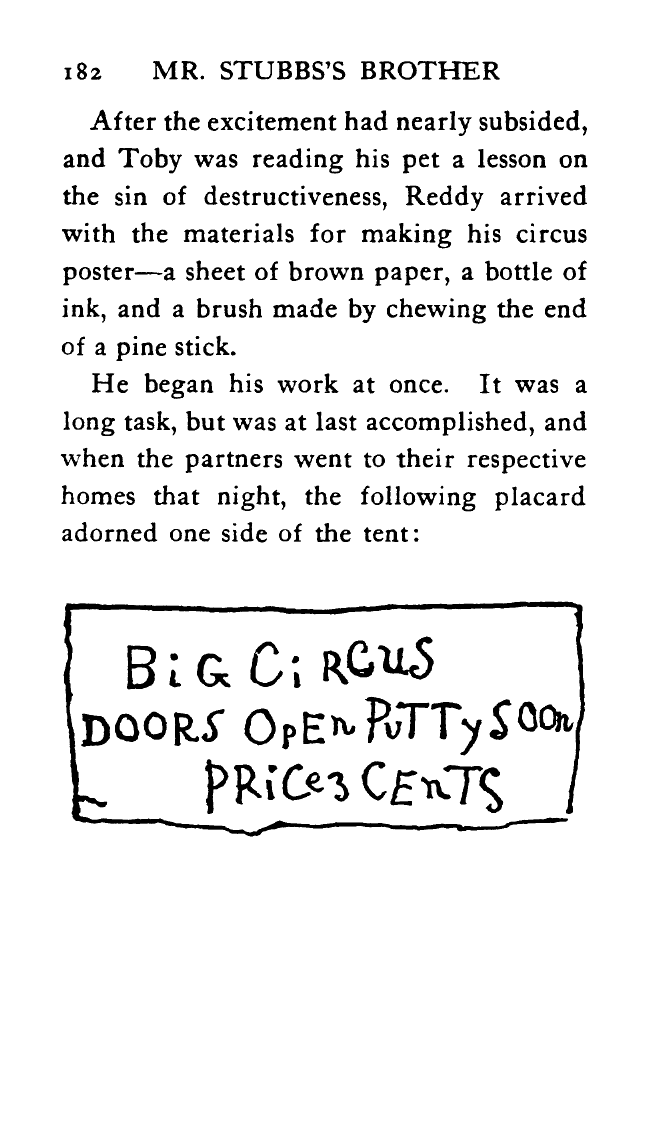 182 MR. STUBBS'S BROTHER
After the excitement had nearly subsided,
and Toby was reading his pet a lesson on
the sin of destructiveness, Reddy arrived
with the materials for making his circus
poster—a sheet of brown paper, a bottle of
ink, and a brush made by chewing the end
of a pine stick.
He began his work at once. It was a
long task, but was at last accomplished, and
when the partners went to their respective
homes that night, the following placard
adorned one side of the tent:
BiG CiRCUS
DOORS OpEn PuTTy SOOn
PRiCe 3 CEnTS